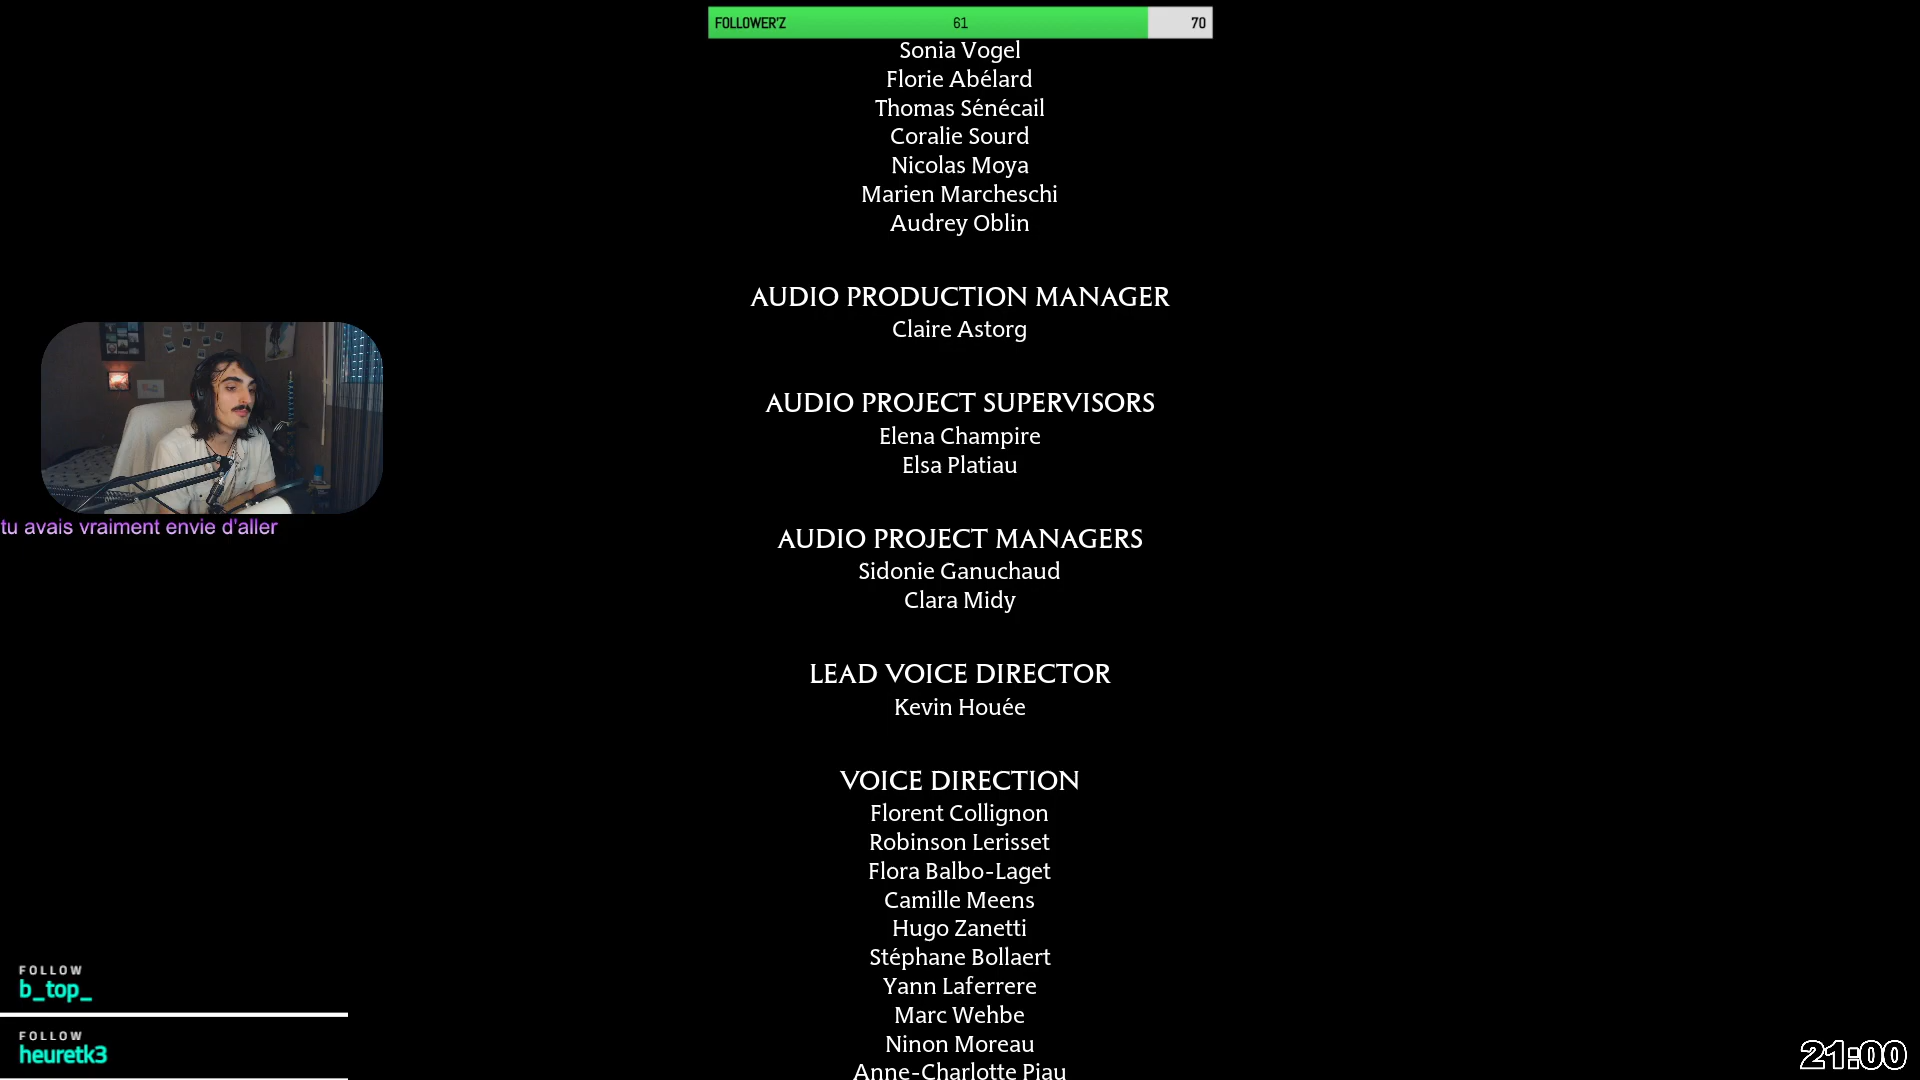 FOLLOWER'Z 61 70
Sonia Vogel
Florie Abélard
Thomas Sénécail
Coralie Sourd
Nicolas Moya
Marien Marcheschi
Audrey Oblin
AUDIO PRODUCTION MANAGER
Claire Astorg
AUDIO PROJECT SUPERVISORS
Elena Champire
Elsa Platiau
AUDIO PROJECT MANAGERS
Sidonie Ganuchaud
Clara Midy
LEAD VOICE DIRECTOR
Kevin Houée
VOICE DIRECTION
Florent Collignon
Robinson Lerisset
Flora Balbo-Laget
Camille Meens
Hugo Zanetti
Stéphane Bollaert
Yann Laferrere
Marc Wehbe
Ninon Moreau
Anne-Charlotte Piau
tu avais vraiment envie d'aller
FOLLOW
b_top_
FOLLOW
heuretk3
21:00